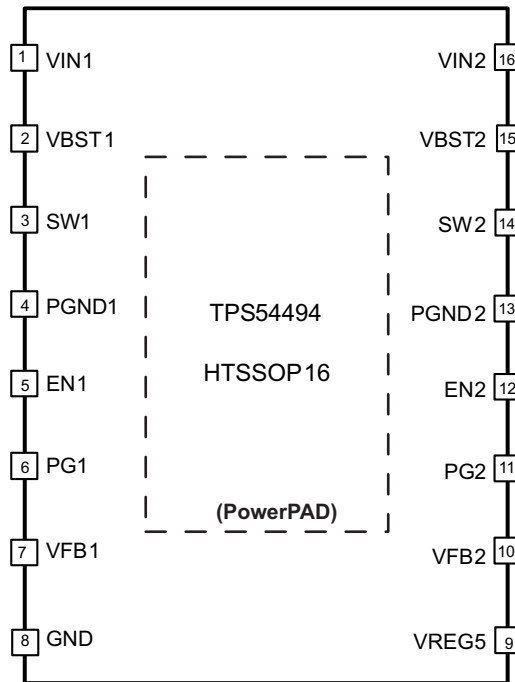 1 VIN1 VIN2 16
2 VBST1 VBST2 15
3 SW1 SW2 14
4 PGND1 PGND2 13
TPS54494
HTSSOP16
5 EN1 EN2 12
6 PG1 PG2 11
(PowerPAD)
7 VFB1 VFB2 10
8 GND VREG5 9